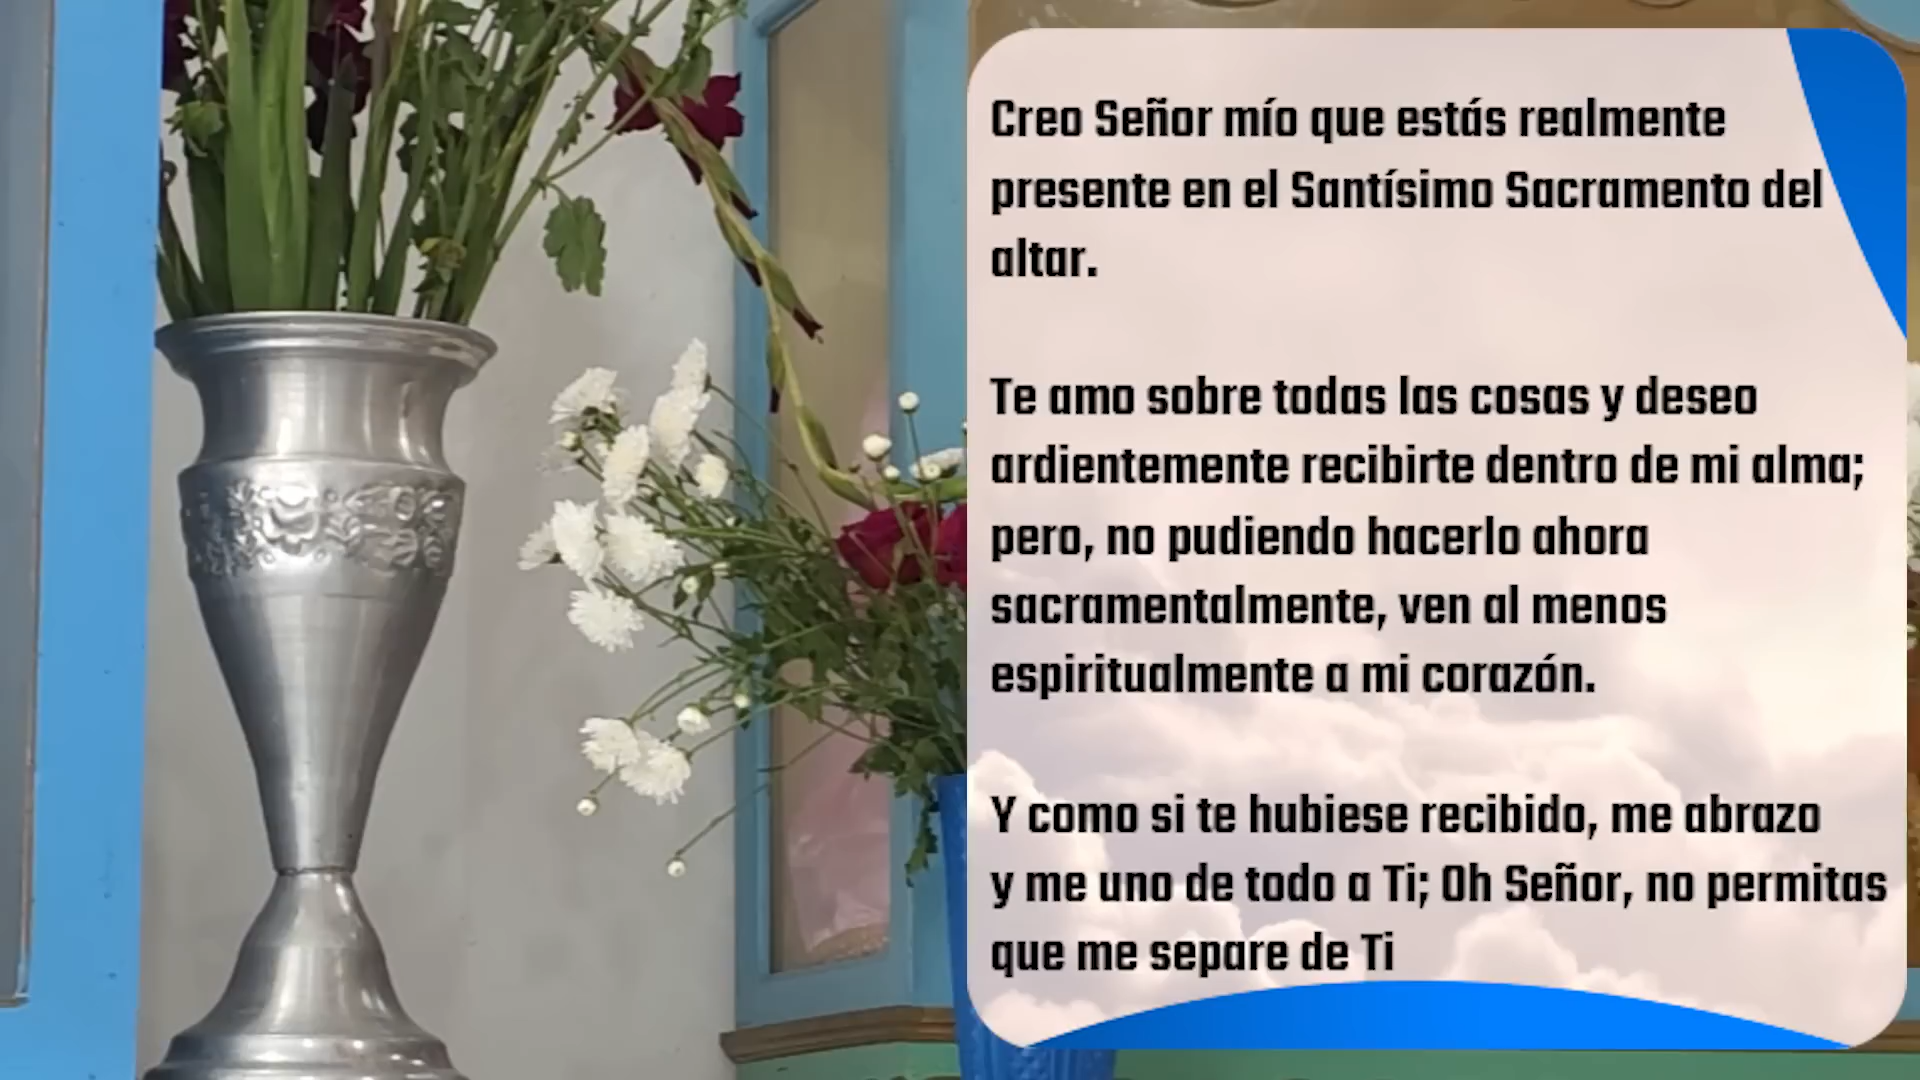 Creo Señor mío que estás realmente
presente en el Santísimo Sacramento del
altar.
Te amo sobre todas las cosas y deseo
ardientemente recibirte dentro de mi alma;
pero, no pudiendo hacerlo ahora
sacramentalmente, ven al menos
espiritualmente a mi corazón.
Y como si te hubiese recibido, me abrazo
y me uno de todo a Ti; Oh Señor, no permitas
que me separe de Ti